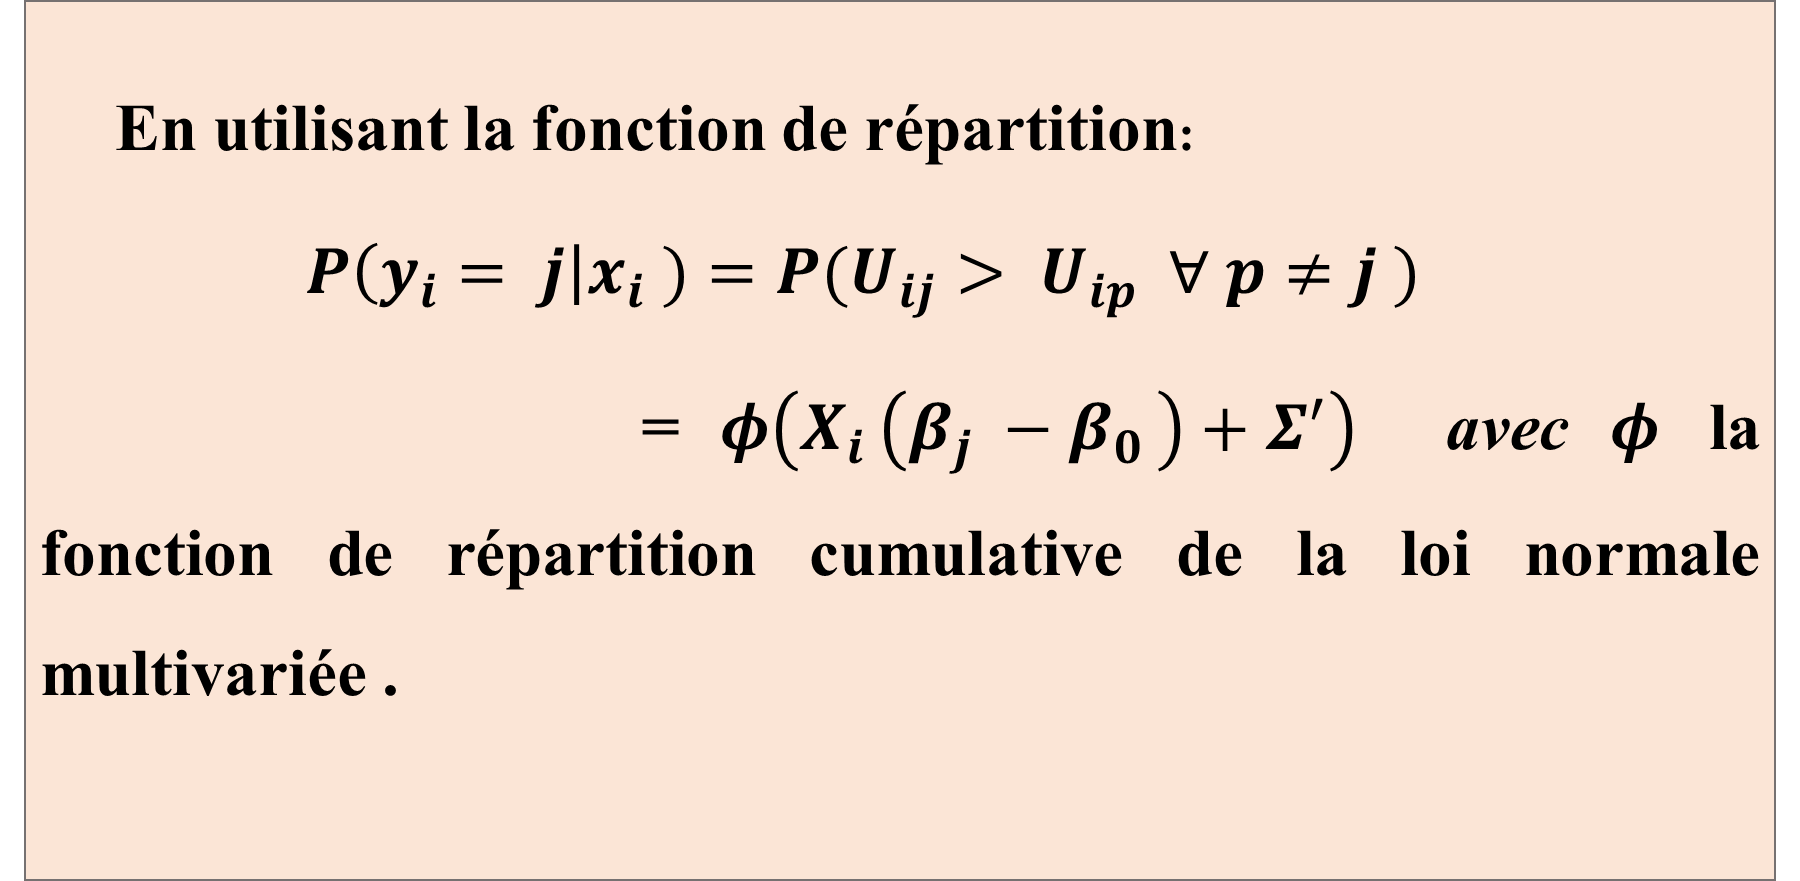 En utilisant la fonction de répartition:
P(yᵢ = j|xᵢ ) = P(Uᵢⱼ > Uᵢₚ ∀ p ≠ j )
= ϕ(Xᵢ (βⱼ − β₀ ) + Σ′) avec ϕ la
fonction de répartition cumulative de la loi normale
multivariée .